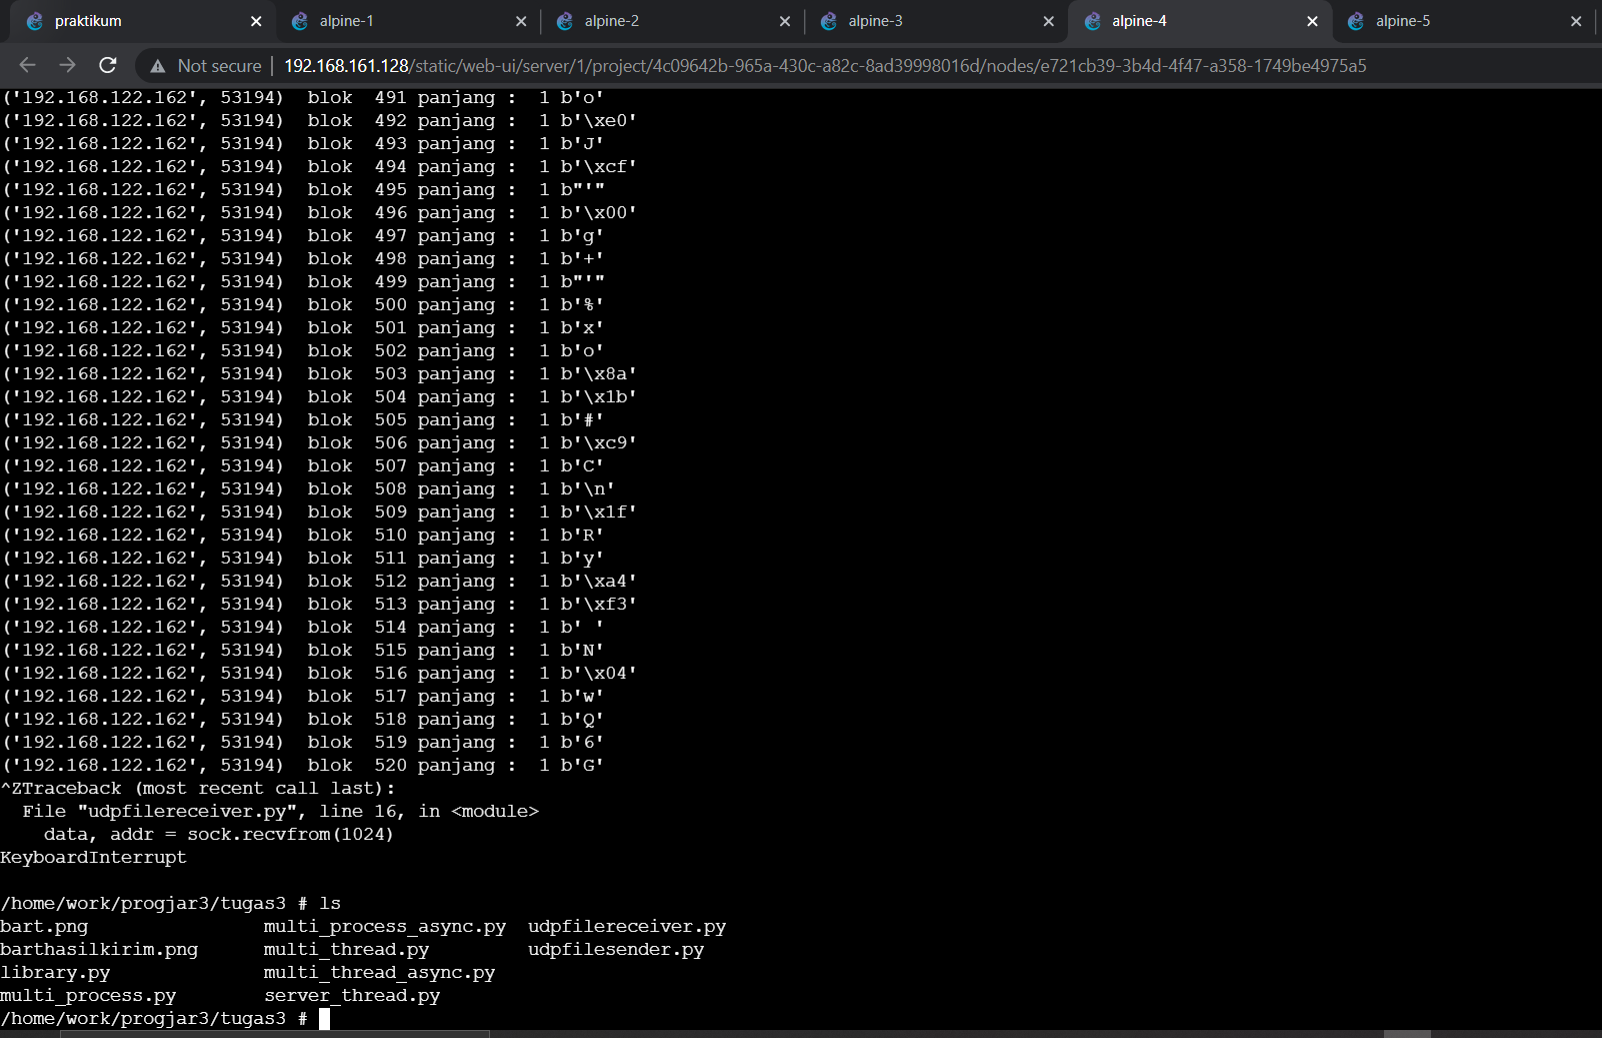 praktikum
alpine-1
alpine-2
alpine-3
alpine-4
alpine-5
Not secure | 192.168.161.128/static/web-ui/server/1/project/4c09642b-965a-430c-a82c-8ad39998016d/nodes/e721cb39-3b4d-4f47-a358-1749be4975a5
('192.168.122.162', 53194)  blok  491 panjang :  1 b'o'
('192.168.122.162', 53194)  blok  492 panjang :  1 b'\xe0'
('192.168.122.162', 53194)  blok  493 panjang :  1 b'J'
('192.168.122.162', 53194)  blok  494 panjang :  1 b'\xcf'
('192.168.122.162', 53194)  blok  495 panjang :  1 b"'"
('192.168.122.162', 53194)  blok  496 panjang :  1 b'\x00'
('192.168.122.162', 53194)  blok  497 panjang :  1 b'g'
('192.168.122.162', 53194)  blok  498 panjang :  1 b'+'
('192.168.122.162', 53194)  blok  499 panjang :  1 b"'"
('192.168.122.162', 53194)  blok  500 panjang :  1 b'%'
('192.168.122.162', 53194)  blok  501 panjang :  1 b'x'
('192.168.122.162', 53194)  blok  502 panjang :  1 b'o'
('192.168.122.162', 53194)  blok  503 panjang :  1 b'\x8a'
('192.168.122.162', 53194)  blok  504 panjang :  1 b'\x1b'
('192.168.122.162', 53194)  blok  505 panjang :  1 b'#'
('192.168.122.162', 53194)  blok  506 panjang :  1 b'\xc9'
('192.168.122.162', 53194)  blok  507 panjang :  1 b'C'
('192.168.122.162', 53194)  blok  508 panjang :  1 b'\n'
('192.168.122.162', 53194)  blok  509 panjang :  1 b'\x1f'
('192.168.122.162', 53194)  blok  510 panjang :  1 b'R'
('192.168.122.162', 53194)  blok  511 panjang :  1 b'y'
('192.168.122.162', 53194)  blok  512 panjang :  1 b'\xa4'
('192.168.122.162', 53194)  blok  513 panjang :  1 b'\xf3'
('192.168.122.162', 53194)  blok  514 panjang :  1 b' '
('192.168.122.162', 53194)  blok  515 panjang :  1 b'N'
('192.168.122.162', 53194)  blok  516 panjang :  1 b'\x04'
('192.168.122.162', 53194)  blok  517 panjang :  1 b'w'
('192.168.122.162', 53194)  blok  518 panjang :  1 b'Q'
('192.168.122.162', 53194)  blok  519 panjang :  1 b'6'
('192.168.122.162', 53194)  blok  520 panjang :  1 b'G'
^ZTraceback (most recent call last):
  File "udpfilereceiver.py", line 16, in <module>
    data, addr = sock.recvfrom(1024)
KeyboardInterrupt
/home/work/progjar3/tugas3 # ls
bart.png                multi_process_async.py  udpfilereceiver.py
barthasilkirim.png      multi_thread.py         udpfilesender.py
library.py              multi_thread_async.py
multi_process.py        server_thread.py
/home/work/progjar3/tugas3 #